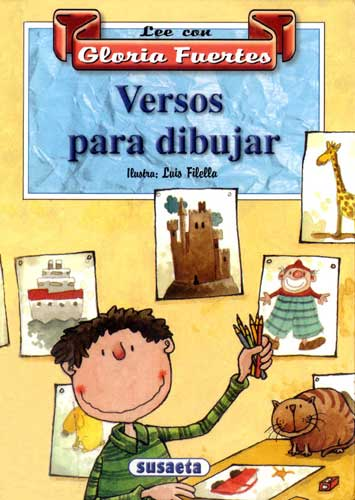 Lee con
Gloria Fuertes
Versos
para dibujar
Ilustra: Luis Filella
susaeta